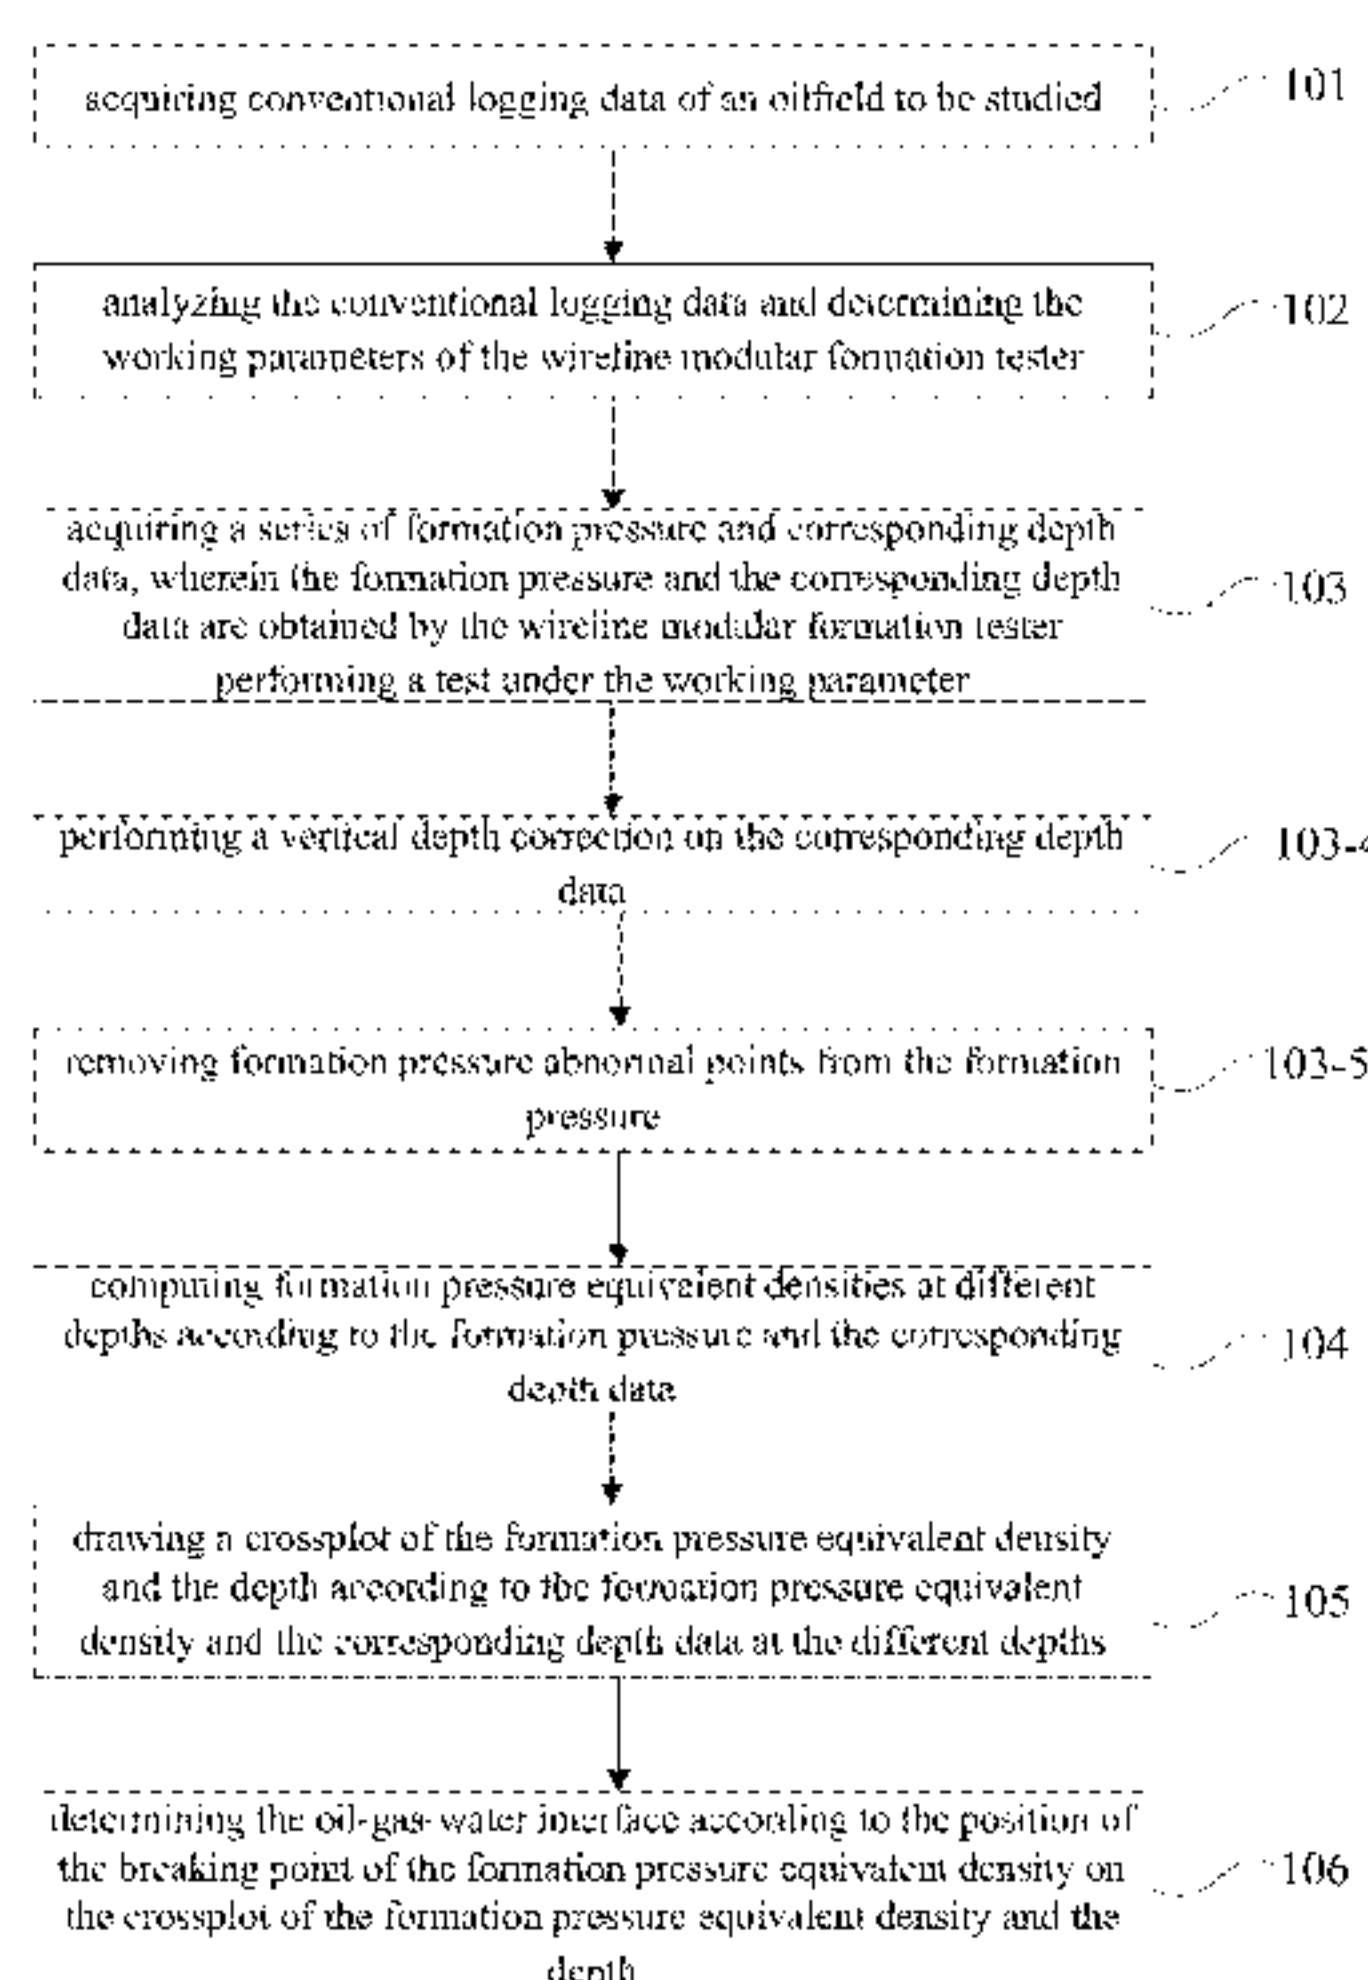 acquiring conventional logging data of an oilfield to be studied
101
analyzing the conventional logging data and determining the
working parameters of the wireline modular formation tester
102
acquiring a series of formation pressure and corresponding depth
data, wherein the formation pressure and the corresponding depth
data are obtained by the wireline modular formation tester
performing a test under the working parameter
103
performing a vertical depth correction on the corresponding depth
data
103-4
removing formation pressure abnormal points from the formation
pressure
103-5
computing formation pressure equivalent densities at different
depths according to the formation pressure and the corresponding
depth data
104
drawing a crossplot of the formation pressure equivalent density
and the depth according to the formation pressure equivalent
density and the corresponding depth data at the different depths
105
determining the oil-gas-water interface according to the position of
the breaking point of the formation pressure equivalent density on
the crossplot of the formation pressure equivalent density and the
depth
106